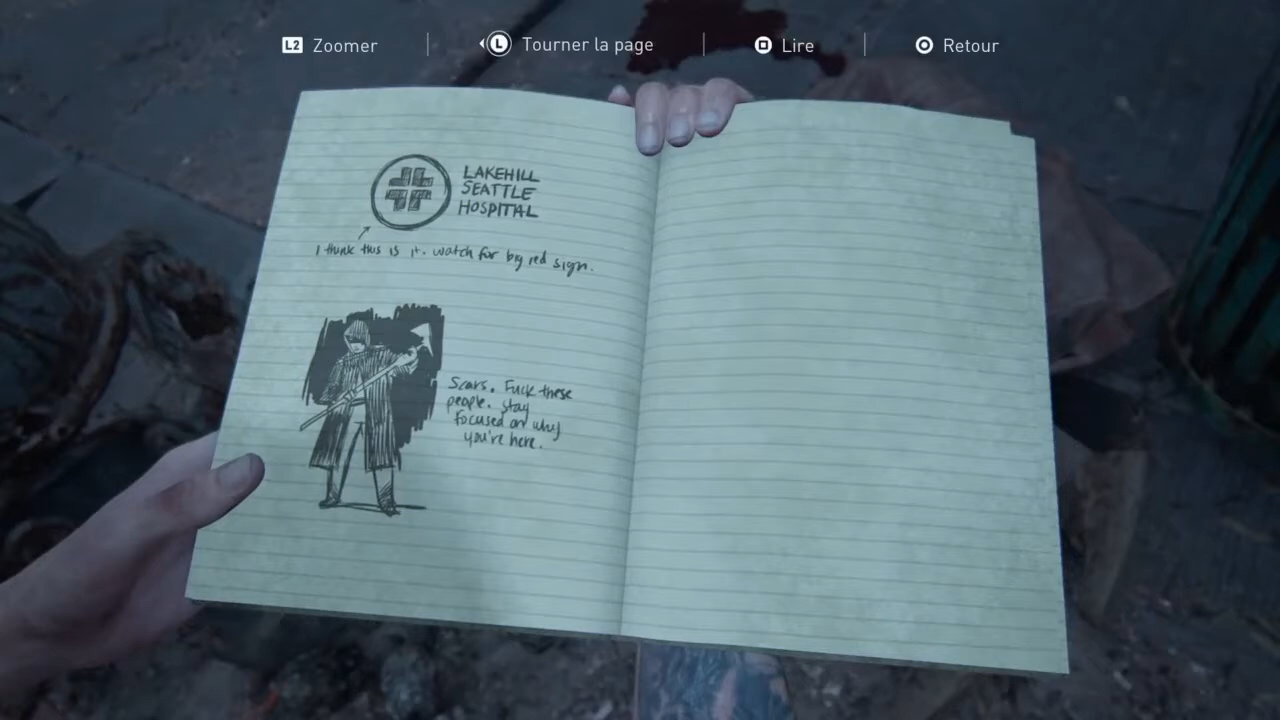 L2 Zoomer
L Tourner la page
Lire
Retour
LAKEHILL
SEATTLE
HOSPITAL
I think this is it. watch for big red sign.
Scars. Fuck these
people. stay
focused on why
you're here.